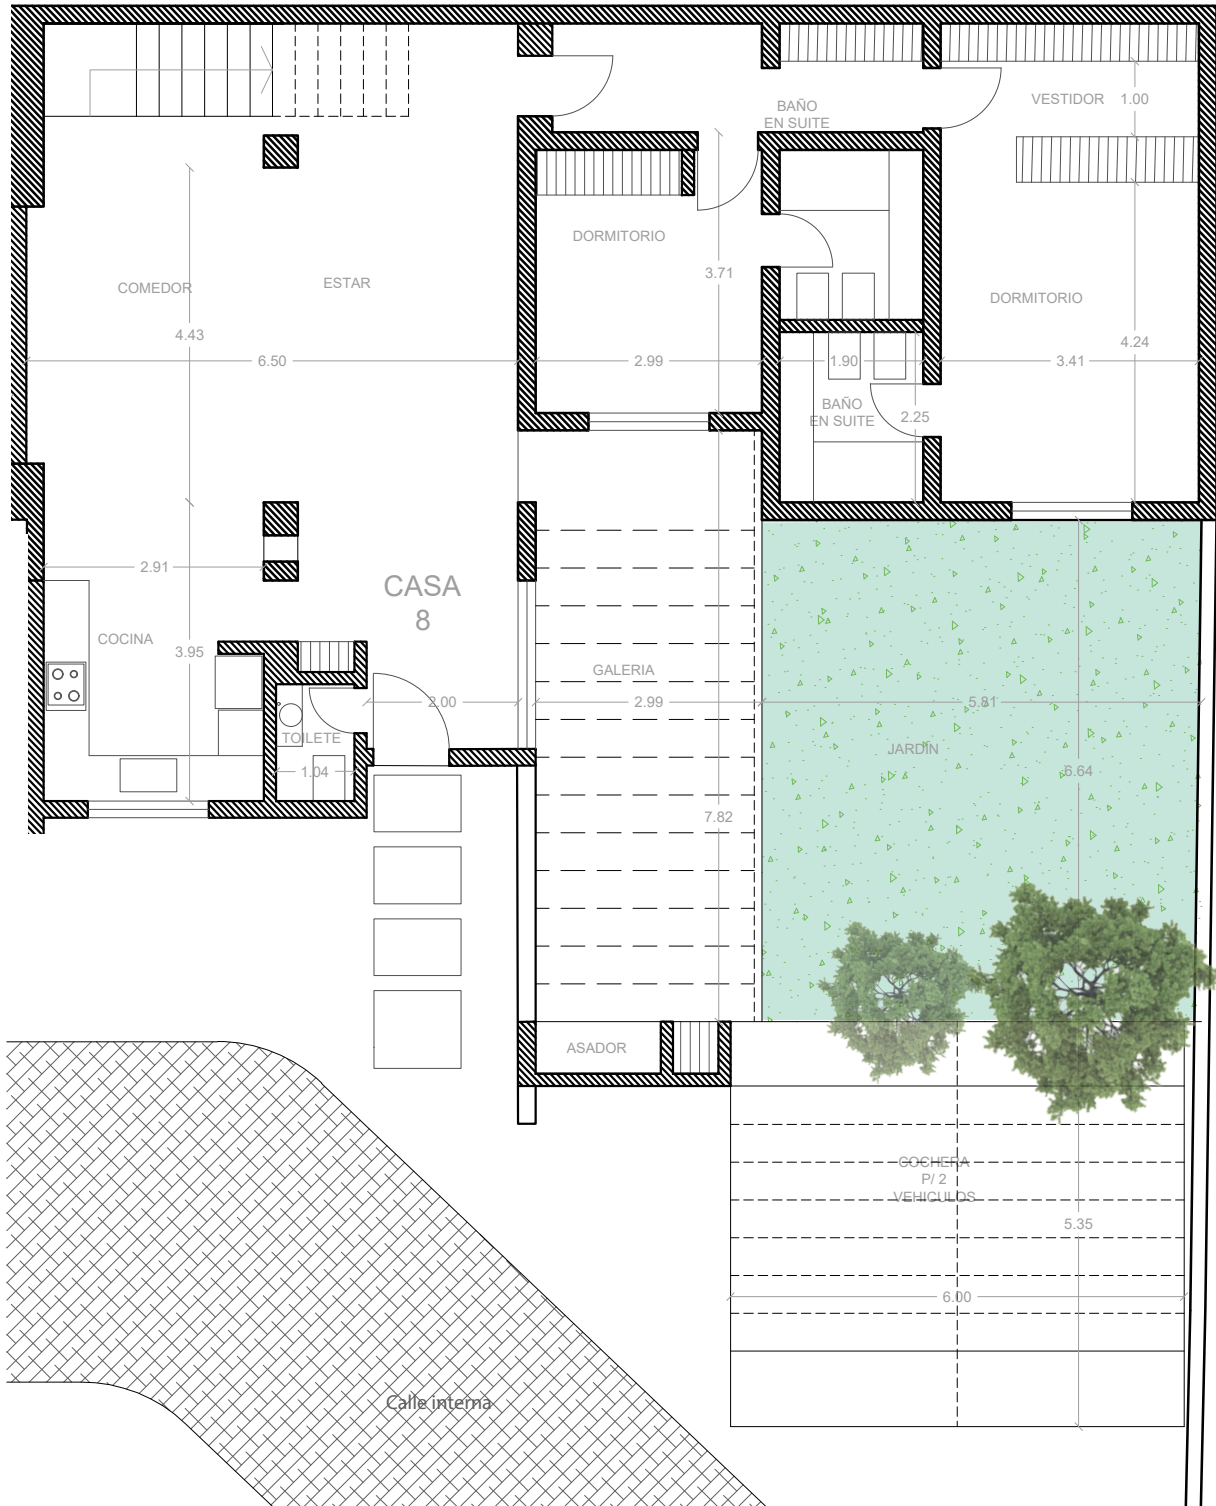 BAÑO
EN SUITE
VESTIDOR
1.00
DORMITORIO
3.71
COMEDOR
ESTAR
DORMITORIO
4.43
4.24
6.50
2.99
1.90
3.41
BAÑO
EN SUITE
2.25
2.91
CASA
8
COCINA
3.95
GALERIA
2.00
2.99
5.81
TOILETE
JARDÍN
1.04
6.64
7.82
ASADOR
COCHERA
P/ 2
VEHICULOS
5.35
6.00
Calle interna